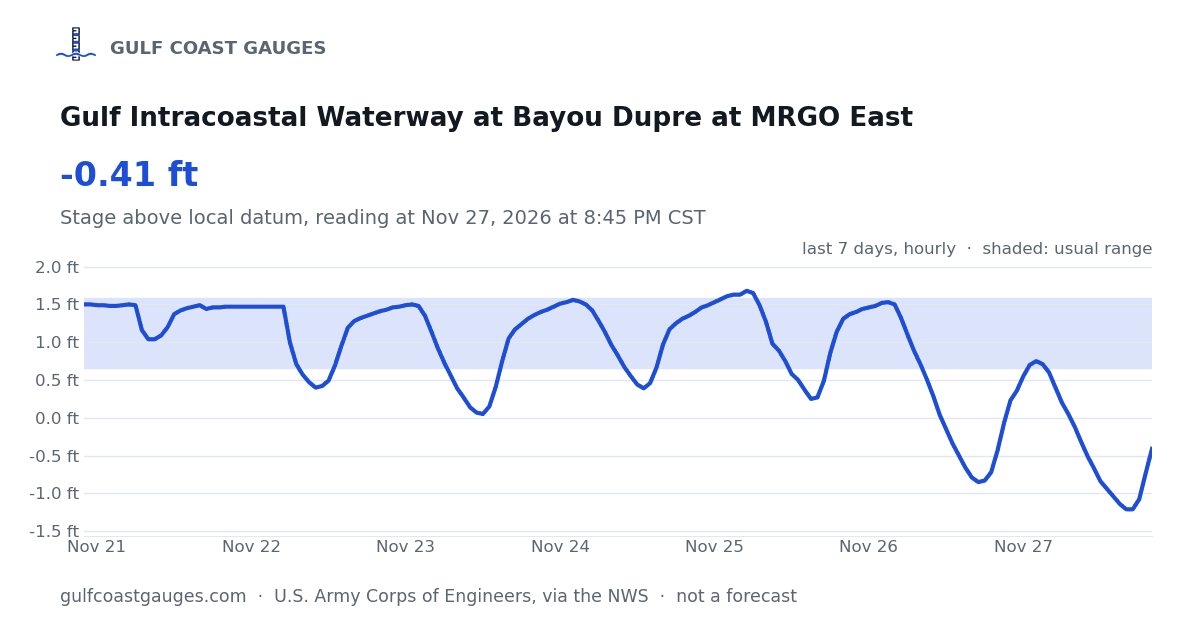 GULF COAST GAUGES
Gulf Intracoastal Waterway at Bayou Dupre at MRGO East
-0.41 ft
Stage above local datum, reading at Nov 27, 2026 at 8:45 PM CST
last 7 days, hourly · shaded: usual range
2.0 ft
1.5 ft
1.0 ft
0.5 ft
0.0 ft
-0.5 ft
-1.0 ft
-1.5 ft
Nov 21 Nov 22 Nov 23 Nov 24 Nov 25 Nov 26 Nov 27
gulfcoastgauges.com · U.S. Army Corps of Engineers, via the NWS · not a forecast